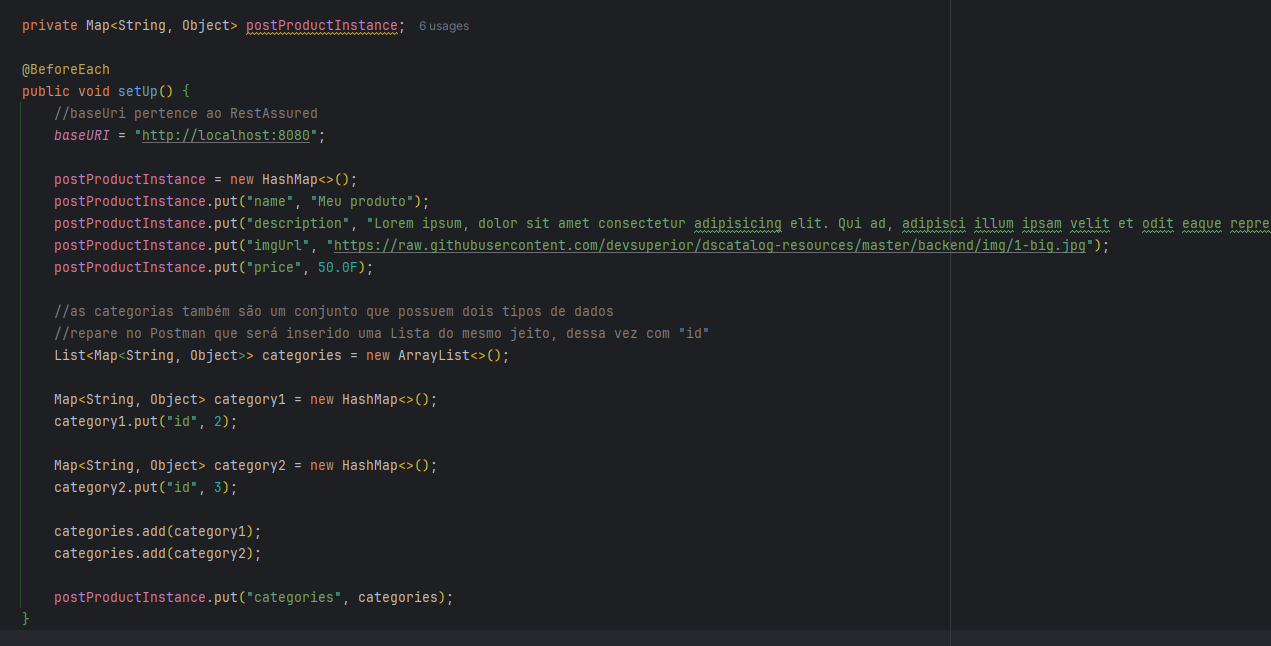 private Map<String, Object> postProductInstance; 6 usages
@BeforeEach
public void setUp() {
//baseUri pertence ao RestAssured
baseURI = "http://localhost:8080";
postProductInstance = new HashMap<>();
postProductInstance.put("name", "Meu produto");
postProductInstance.put("description", "Lorem ipsum, dolor sit amet consectetur adipisicing elit. Qui ad, adipisci illum ipsam velit et odit eaque repre
postProductInstance.put("imgUrl", "https://raw.githubusercontent.com/devsuperior/dscatalog-resources/master/backend/img/1-big.jpg");
postProductInstance.put("price", 50.0F);
//as categorias também são um conjunto que possuem dois tipos de dados
//repare no Postman que será inserido uma Lista do mesmo jeito, dessa vez com "id"
List<Map<String, Object>> categories = new ArrayList<>();
Map<String, Object> category1 = new HashMap<>();
category1.put("id", 2);
Map<String, Object> category2 = new HashMap<>();
category2.put("id", 3);
categories.add(category1);
categories.add(category2);
postProductInstance.put("categories", categories);
}